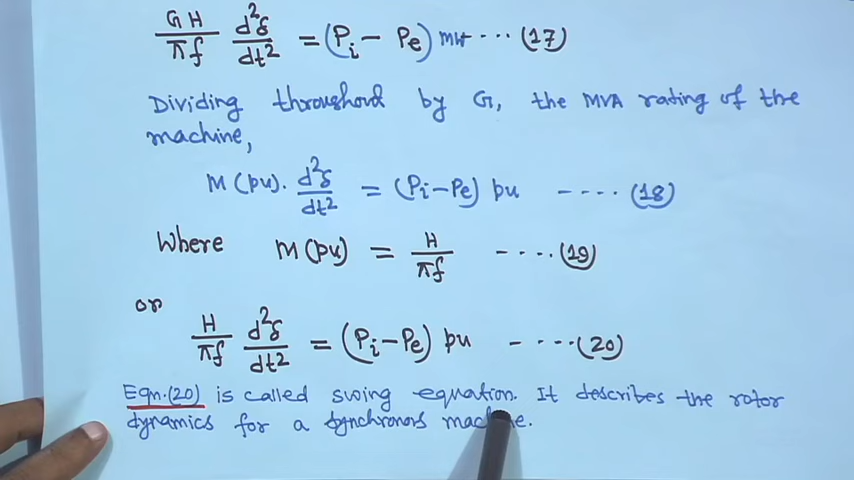 GH/πf d²δ/dt² = (Pi − Pe) MW ---- (17)
Dividing throughout by G, the MVA rating of the
machine,
M(pu). d²δ/dt² = (Pi−Pe) pu ----- (18)
Where M(pu) = H/πf ----- (19)
or
H/πf d²δ/dt² = (Pi−Pe) pu ----- (20)
Eqn.(20) is called swing equation. It describes the rotor
dynamics for a synchronous machine.